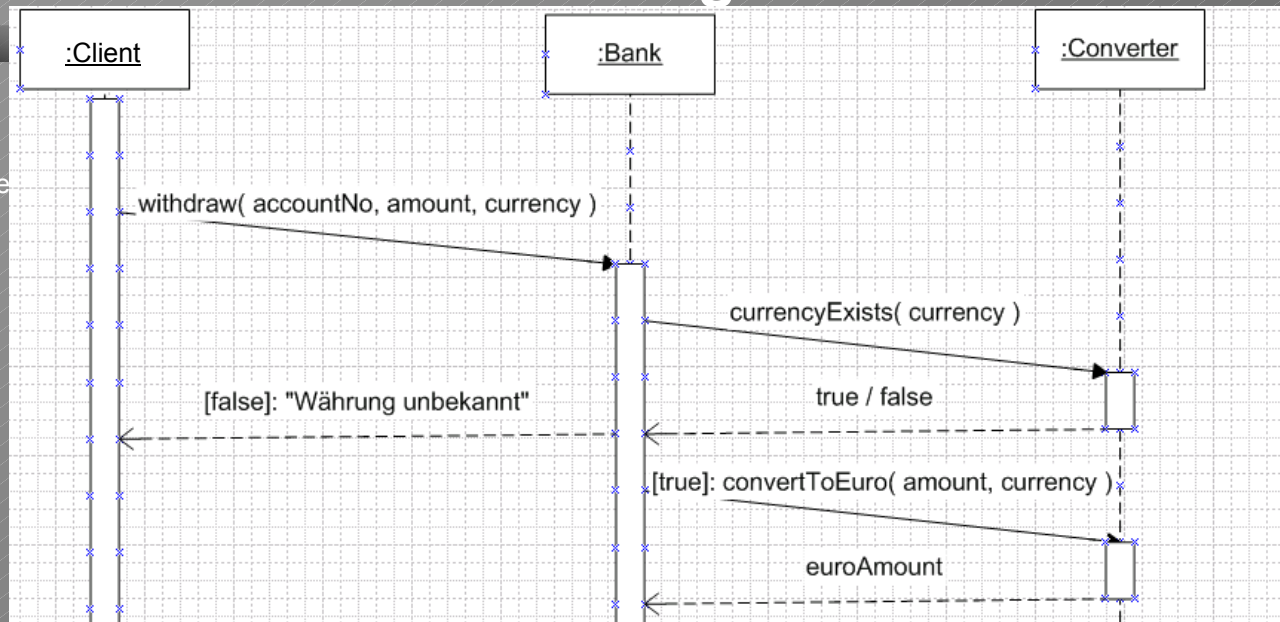 :Client
:Bank
:Converter
withdraw( accountNo, amount, currency )
currencyExists( currency )
true / false
[false]: "Währung unbekannt"
[true]: convertToEuro( amount, currency )
euroAmount